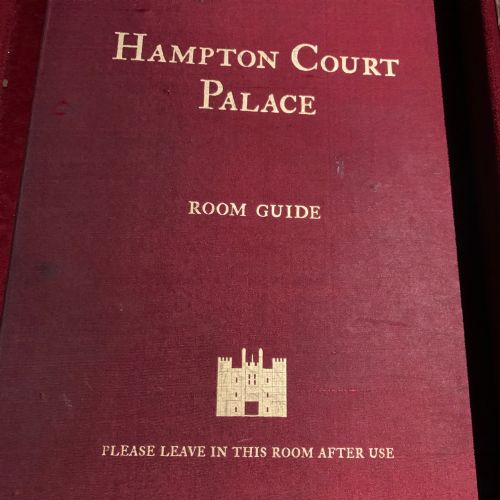 Hampton Court
Palace
ROOM GUIDE
PLEASE LEAVE IN THIS ROOM AFTER USE